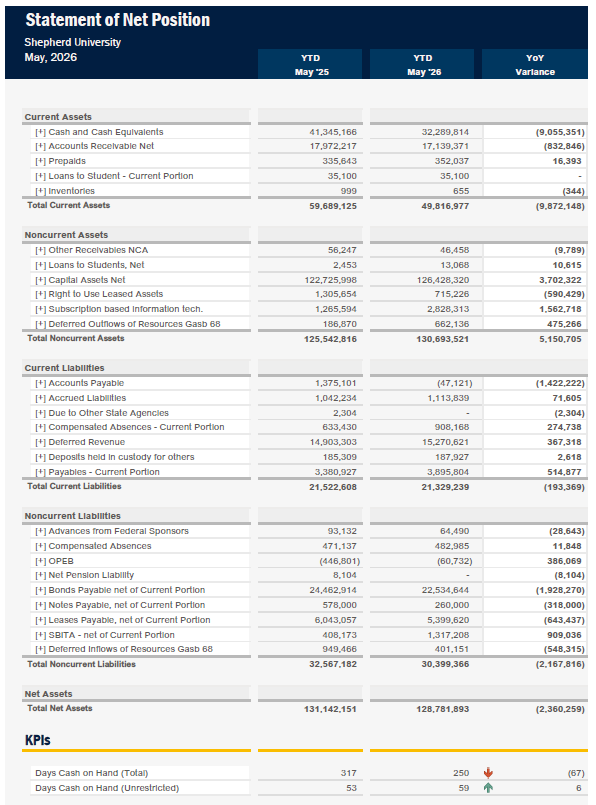 Statement of Net Position
Shepherd University
May, 2026
YTD May '25 YTD May '26 YoY Variance
Current Assets
[+] Cash and Cash Equivalents 41,345,166 32,289,814 (9,055,351)
[+] Accounts Receivable Net 17,972,217 17,139,371 (832,846)
[+] Prepaids 335,643 352,037 16,393
[+] Loans to Student - Current Portion 35,100 35,100 -
[+] Inventories 999 655 (344)
Total Current Assets 59,689,125 49,816,977 (9,872,148)
Noncurrent Assets
[+] Other Receivables NCA 56,247 46,458 (9,789)
[+] Loans to Students, Net 2,453 13,068 10,615
[+] Capital Assets Net 122,725,998 126,428,320 3,702,322
[+] Right to Use Leased Assets 1,305,654 715,226 (590,429)
[+] Subscription based Information tech. 1,265,594 2,828,313 1,562,718
[+] Deferred Outflows of Resources Gasb 68 186,870 662,136 475,266
Total Noncurrent Assets 125,542,816 130,693,521 5,150,705
Current Liabilities
[+] Accounts Payable 1,375,101 (47,121) (1,422,222)
[+] Accrued Liabilities 1,042,234 1,113,839 71,605
[+] Due to Other State Agencies 2,304 - (2,304)
[+] Compensated Absences - Current Portion 633,430 908,168 274,738
[+] Deferred Revenue 14,903,303 15,270,621 367,318
[+] Deposits held in custody for others 185,309 187,927 2,618
[+] Payables - Current Portion 3,380,927 3,895,804 514,877
Total Current Liabilities 21,522,608 21,329,239 (193,369)
Noncurrent Liabilities
[+] Advances from Federal Sponsors 93,132 64,490 (28,643)
[+] Compensated Absences 471,137 482,985 11,848
[+] OPEB (446,801) (60,732) 386,069
[+] Net Pension Liability 8,104 - (8,104)
[+] Bonds Payable net of Current Portion 24,462,914 22,534,644 (1,928,270)
[+] Notes Payable, net of Current Portion 578,000 260,000 (318,000)
[+] Leases Payable, net of Current Portion 6,043,057 5,399,620 (643,437)
[+] SBITA - net of Current Portion 408,173 1,317,208 909,036
[+] Deferred Inflows of Resources Gasb 68 949,466 401,151 (548,315)
Total Noncurrent Liabilities 32,567,182 30,399,366 (2,167,816)
Net Assets
Total Net Assets 131,142,151 128,781,893 (2,360,259)
KPIs
Days Cash on Hand (Total) 317 250 (67)
Days Cash on Hand (Unrestricted) 53 59 6